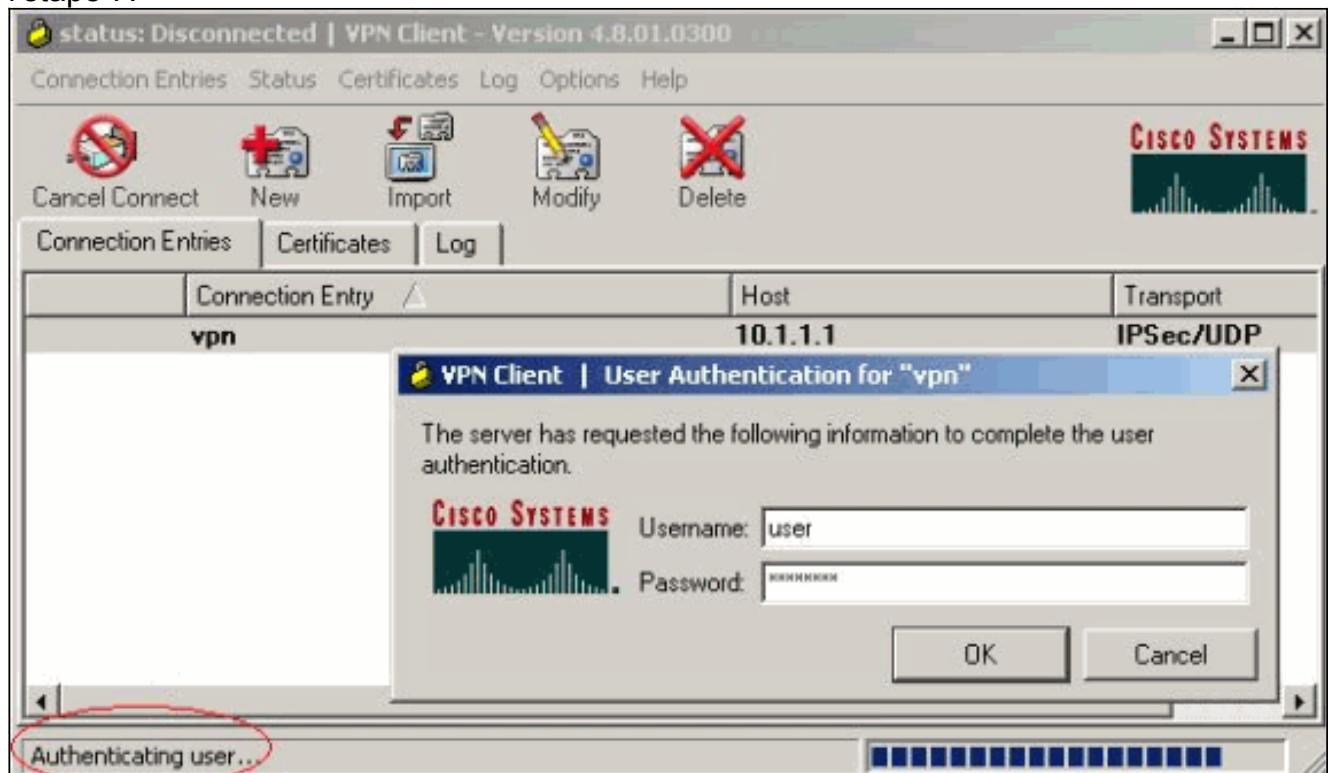 status: Disconnected | VPN Client - Version 4.8.01.0300
Connection Entries Status Certificates Log Options Help
Cancel Connect New Import Modify Delete
CISCO SYSTEMS
Connection Entries Certificates Log
Connection Entry Host Transport
vpn 10.1.1.1 IPSec/UDP
VPN Client | User Authentication for "vpn"
The server has requested the following information to complete the user
authentication.
CISCO SYSTEMS
Username: user
Password: ********
OK Cancel
Authenticating user...